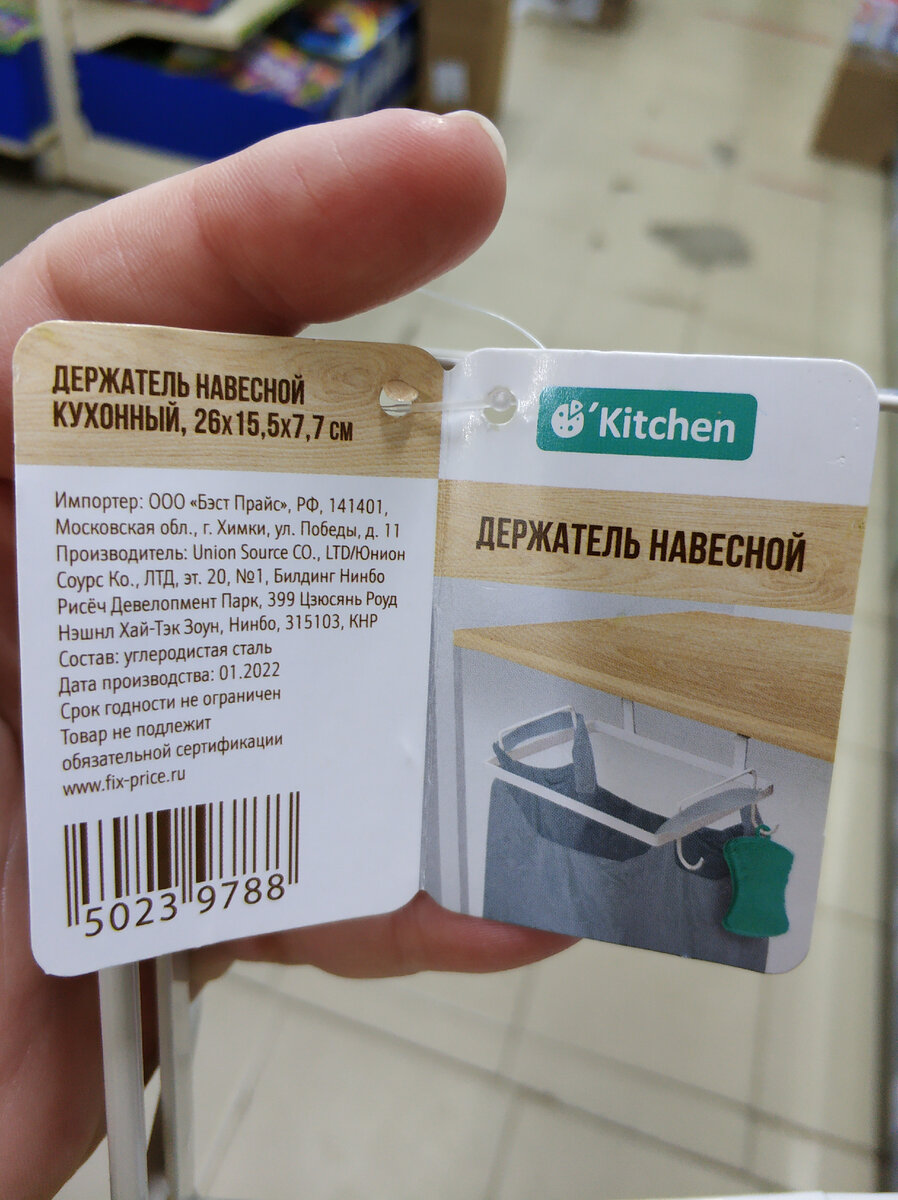 ДЕРЖАТЕЛЬ НАВЕСНОЙ
КУХОННЫЙ, 26х15,5х7,7 см
Импортер: ООО «Бэст Прайс», РФ, 141401,
Московская обл., г. Химки, ул. Победы, д. 11
Производитель: Union Source CO., LTD/Юнион
Соурс Ко., ЛТД, эт. 20, №1, Билдинг Нинбо
Рисёч Девелопмент Парк, 399 Цзюсянь Роуд
Нэшнл Хай-Тэк Зоун, Нинбо, 315103, КНР
Состав: углеродистая сталь
Дата производства: 01.2022
Срок годности не ограничен
Товар не подлежит
обязательной сертификации
www.fix-price.ru
5023 9788
'Kitchen
ДЕРЖАТЕЛЬ НАВЕСНОЙ